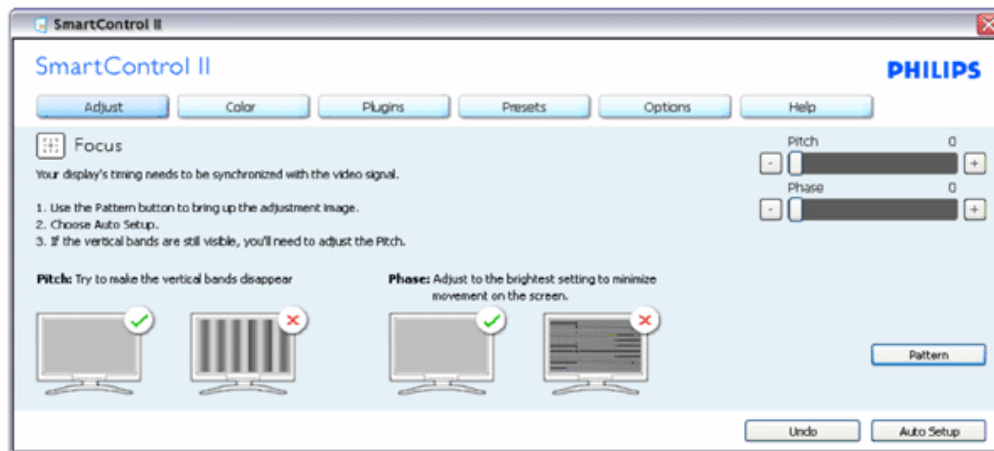 SmartControl II
SmartControl II
PHILIPS
Adjust Color Plugins Presets Options Help
Focus
Your display's timing needs to be synchronized with the video signal.
1. Use the Pattern button to bring up the adjustment image.
2. Choose Auto Setup.
3. If the vertical bands are still visible, you'll need to adjust the Pitch.
Pitch 0
- +
Phase 0
- +
Pitch: Try to make the vertical bands disappear
Phase: Adjust to the brightest setting to minimize
movement on the screen.
Pattern
Undo Auto Setup